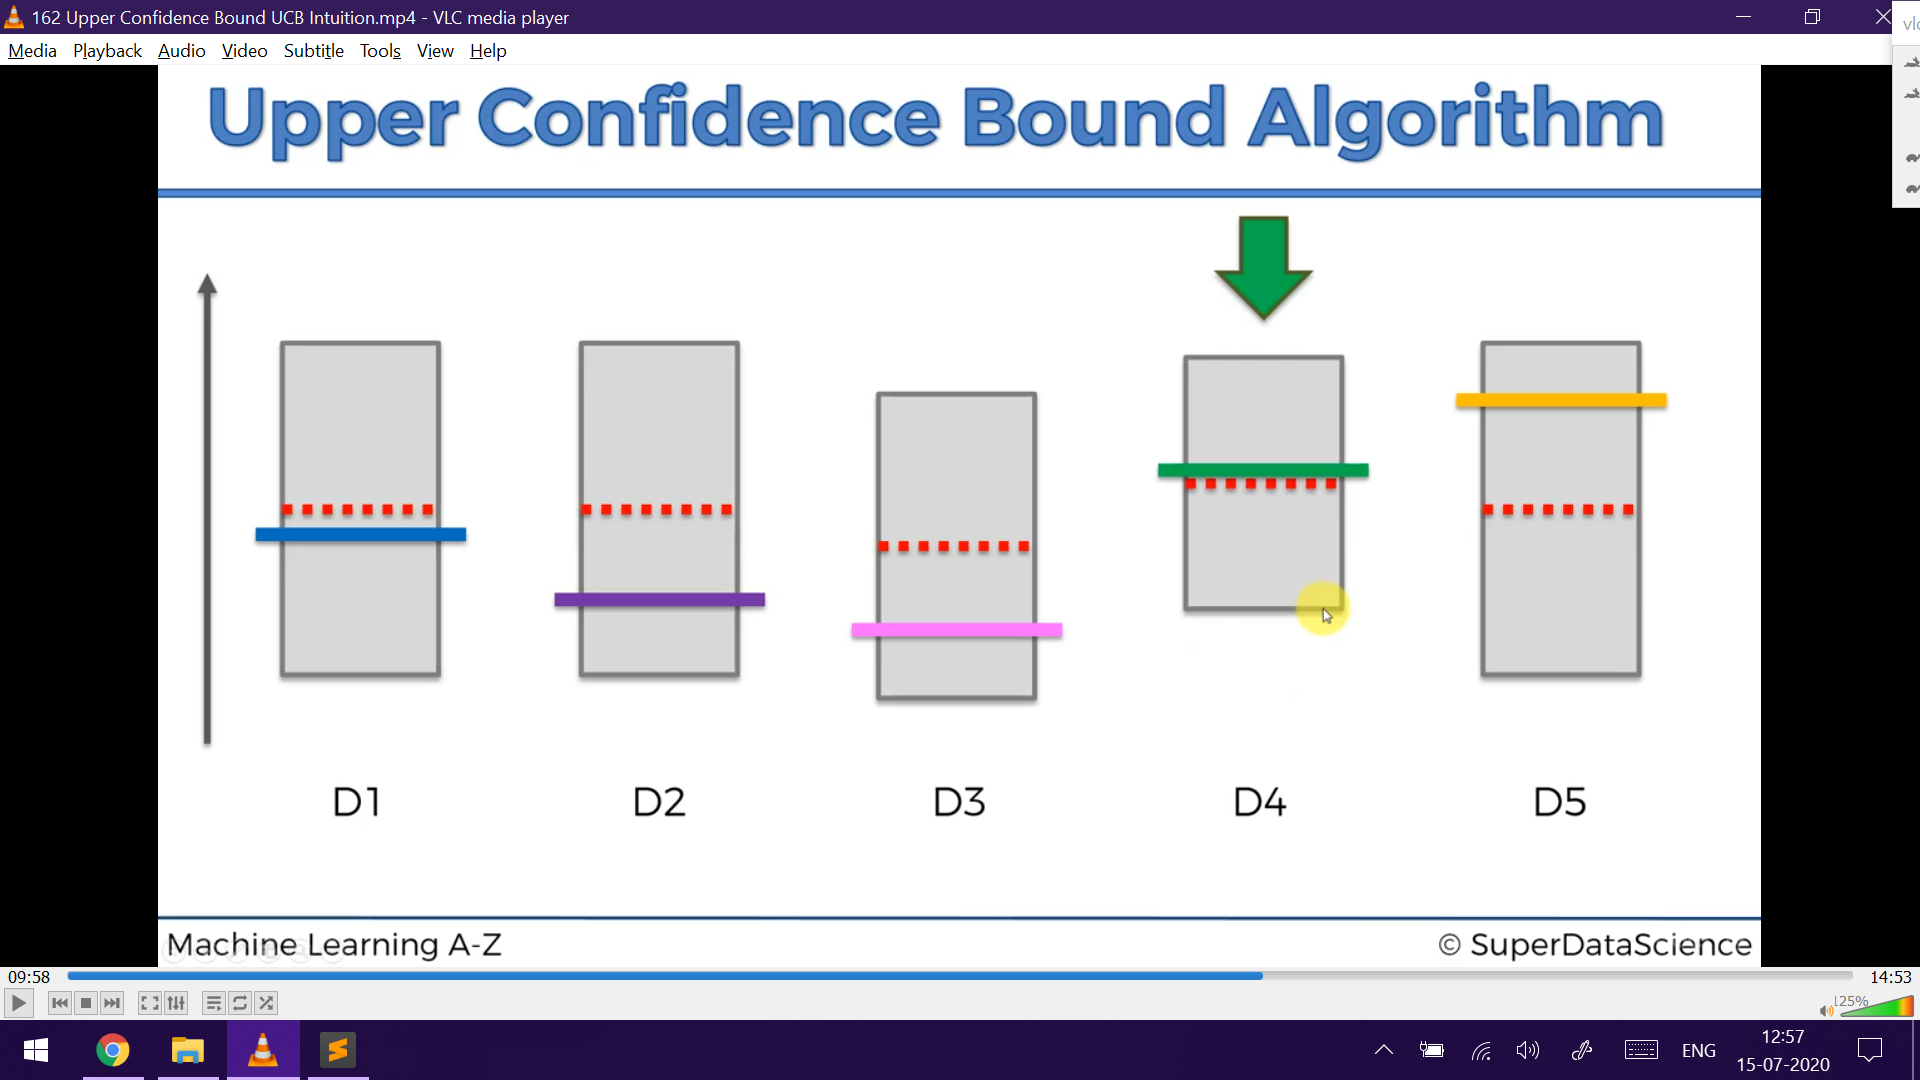 162 Upper Confidence Bound UCB Intuition.mp4 - VLC media player
Media Playback Audio Video Subtitle Tools View Help
Upper Confidence Bound Algorithm
D1 D2 D3 D4 D5
Machine Learning A-Z
© SuperDataScience
09:58
14:53
125%
ENG
12:57
15-07-2020